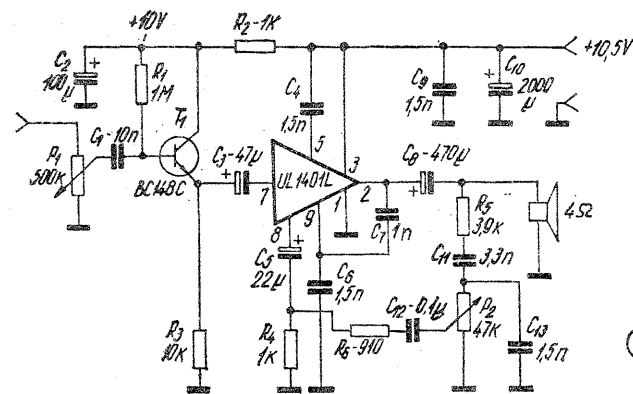 +10V
R2-1K
+10,5V
C2
100µ
+
R1
1M
C4
1,5n
C9
1,5n
C10
+
2000
µ
T1
C1-10n
P1
500K
BC148C
C3-47µ
+
5
3
7
UL1401L
2
C8-470µ
+
1
9
8
C7
1n
R5
3,9K
4Ω
C5
22µ
+
C6
1,5n
C11
3,3n
C12-0,1µ
P2
47K
C13
1,5n
R3
10K
R4
1K
R6-910